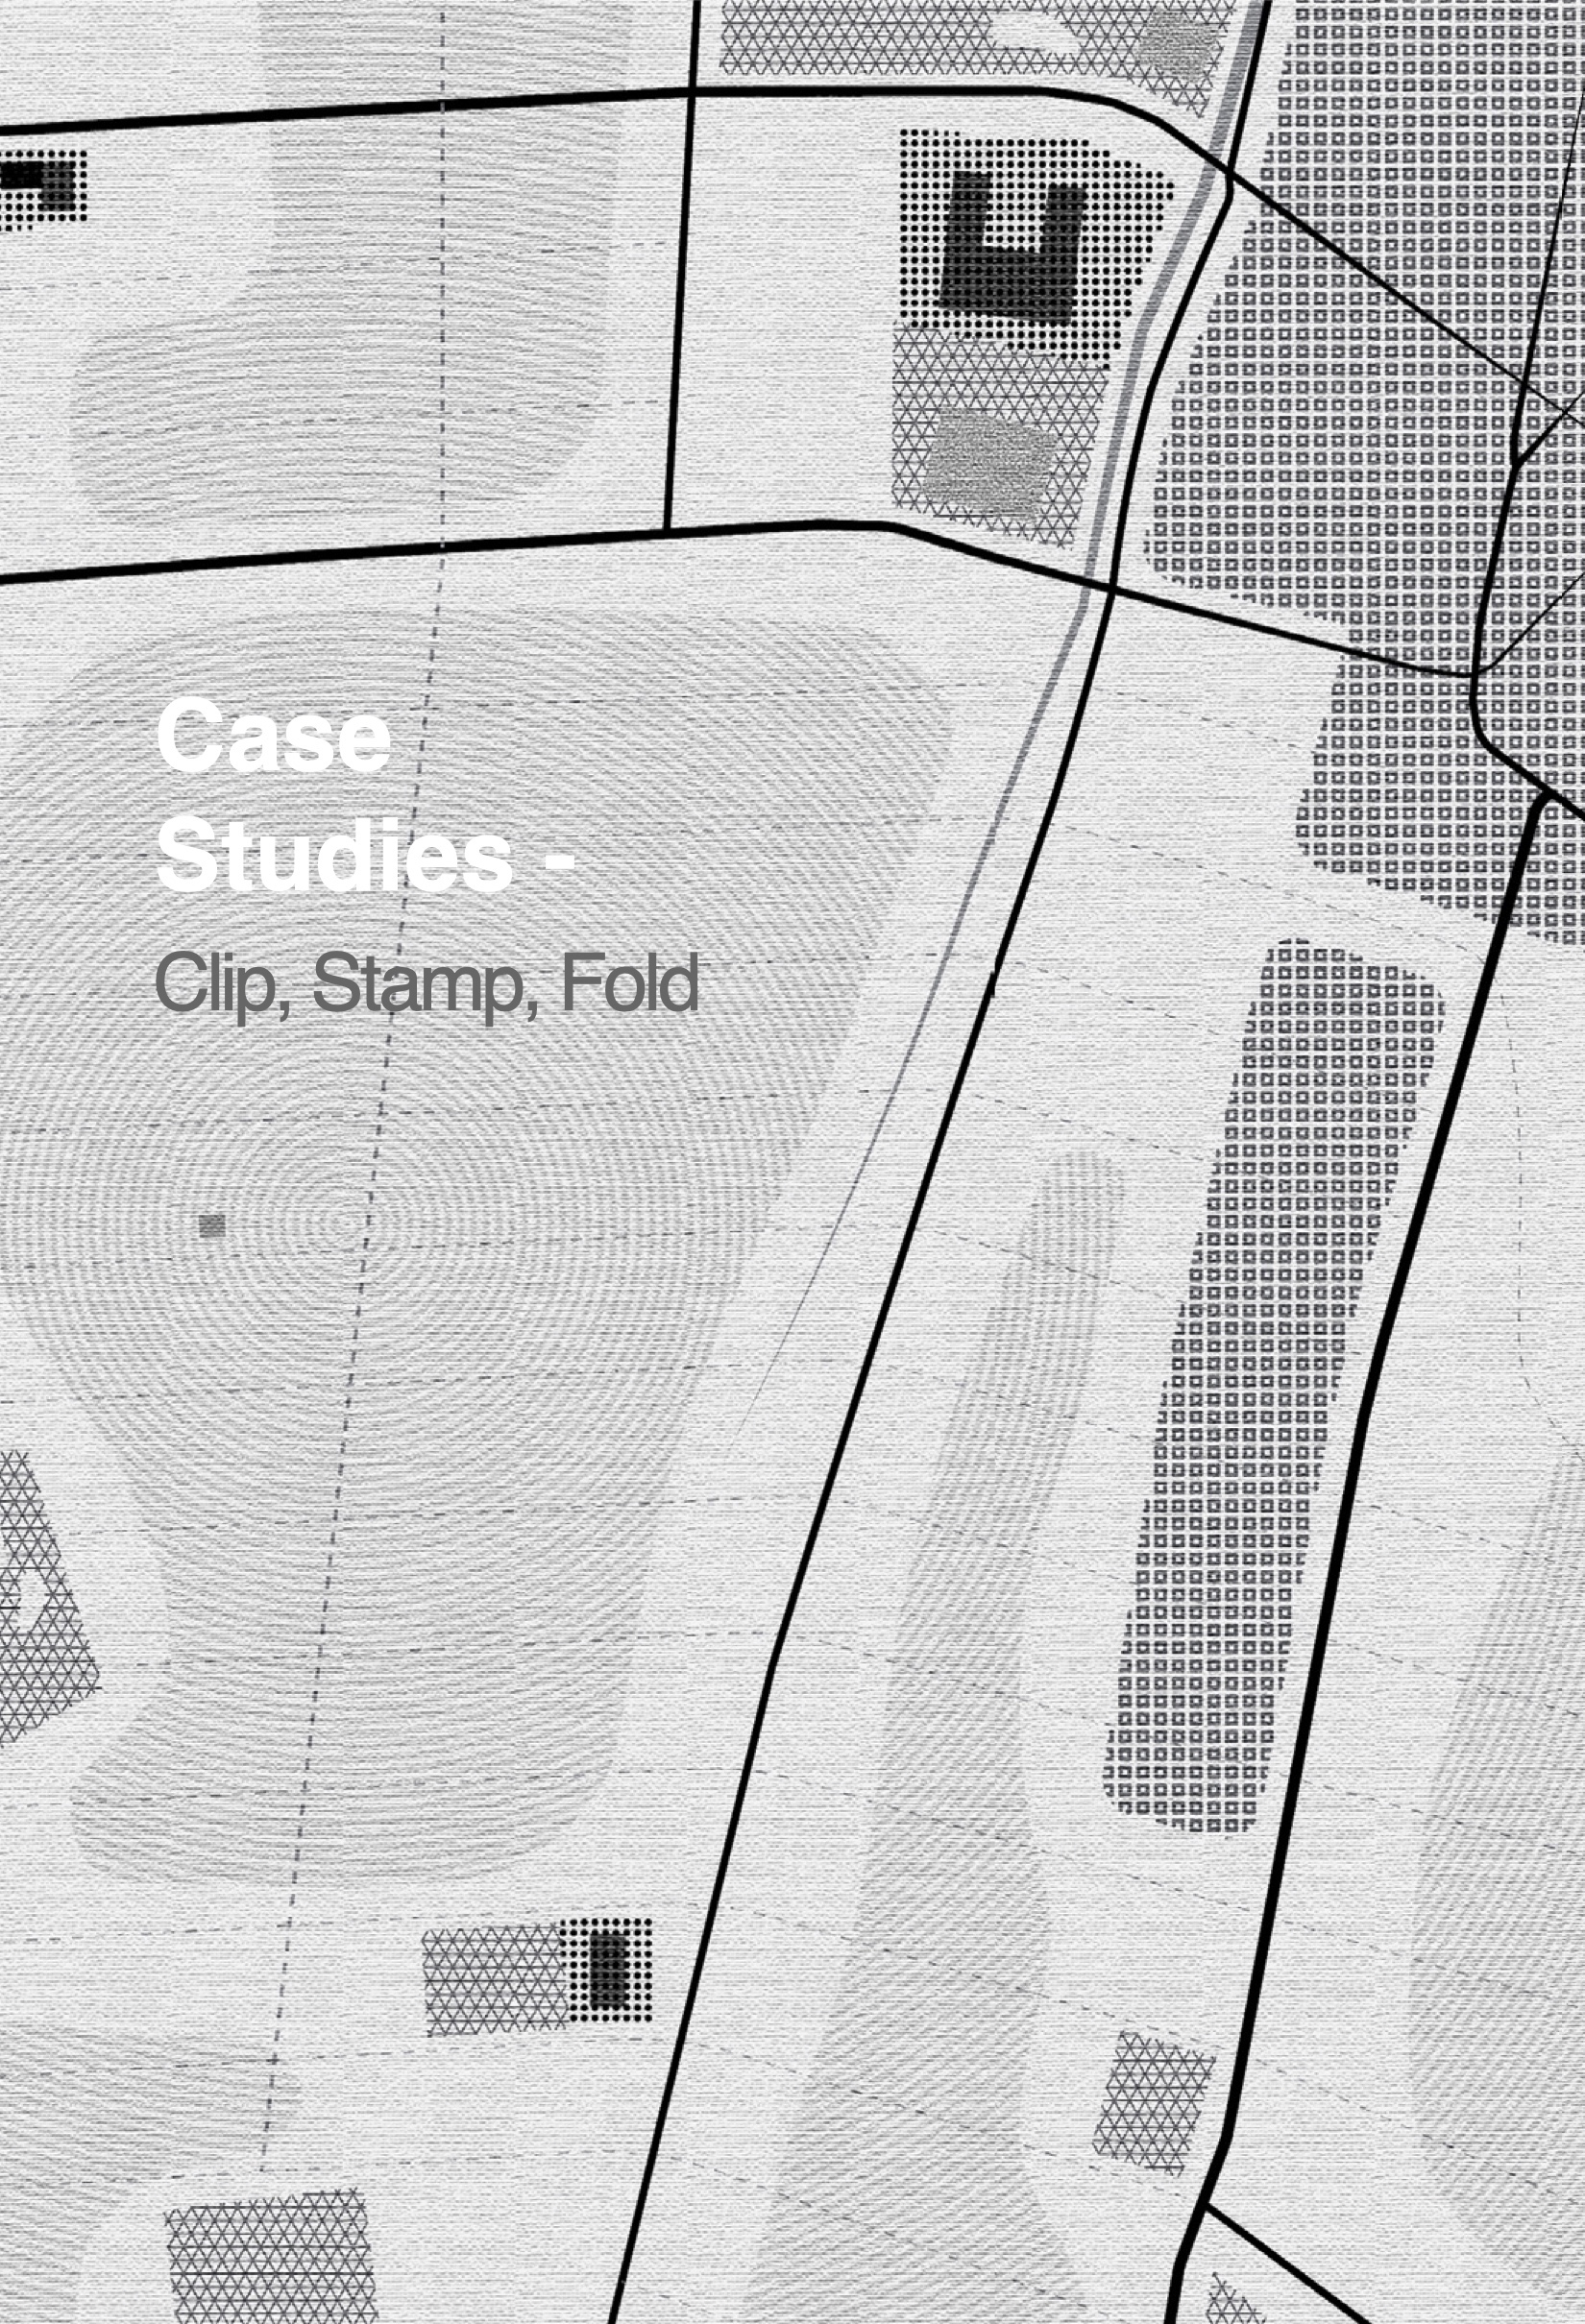 Case
Studies -
Clip, Stamp, Fold